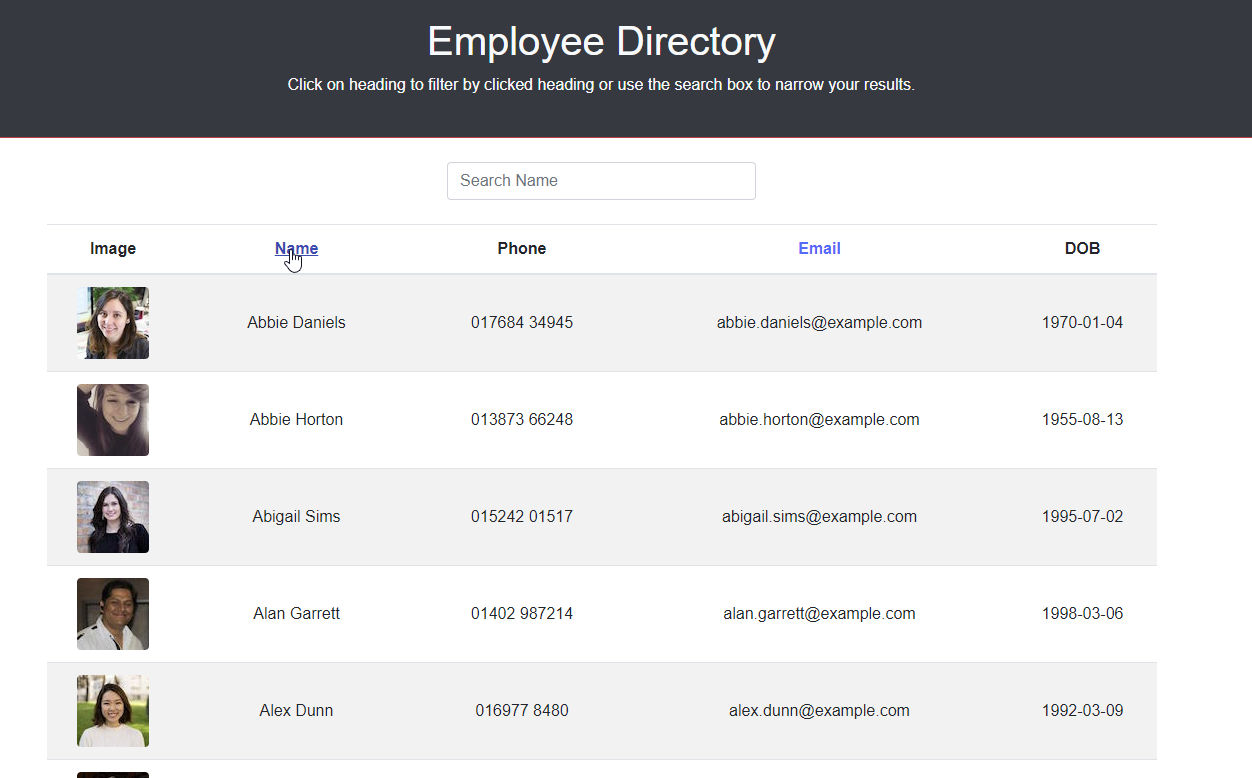 Employee Directory
Click on heading to filter by clicked heading or use the search box to narrow your results.
Search Name
Image Name Phone Email DOB
Abbie Daniels 017684 34945 abbie.daniels@example.com 1970-01-04
Abbie Horton 013873 66248 abbie.horton@example.com 1955-08-13
Abigail Sims 015242 01517 abigail.sims@example.com 1995-07-02
Alan Garrett 01402 987214 alan.garrett@example.com 1998-03-06
Alex Dunn 016977 8480 alex.dunn@example.com 1992-03-09